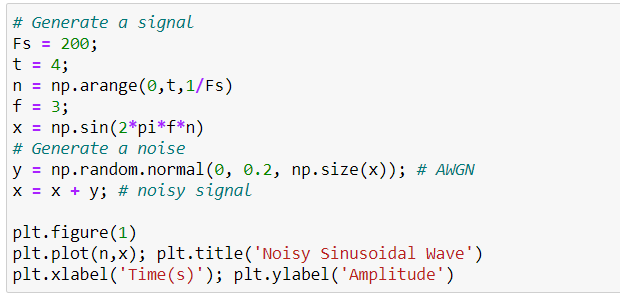 # Generate a signal
Fs = 200;
t = 4;
n = np.arange(0,t,1/Fs)
f = 3;
x = np.sin(2*pi*f*n)
# Generate a noise
y = np.random.normal(0, 0.2, np.size(x)); # AWGN
x = x + y; # noisy signal
plt.figure(1)
plt.plot(n,x); plt.title('Noisy Sinusoidal Wave')
plt.xlabel('Time(s)'); plt.ylabel('Amplitude')